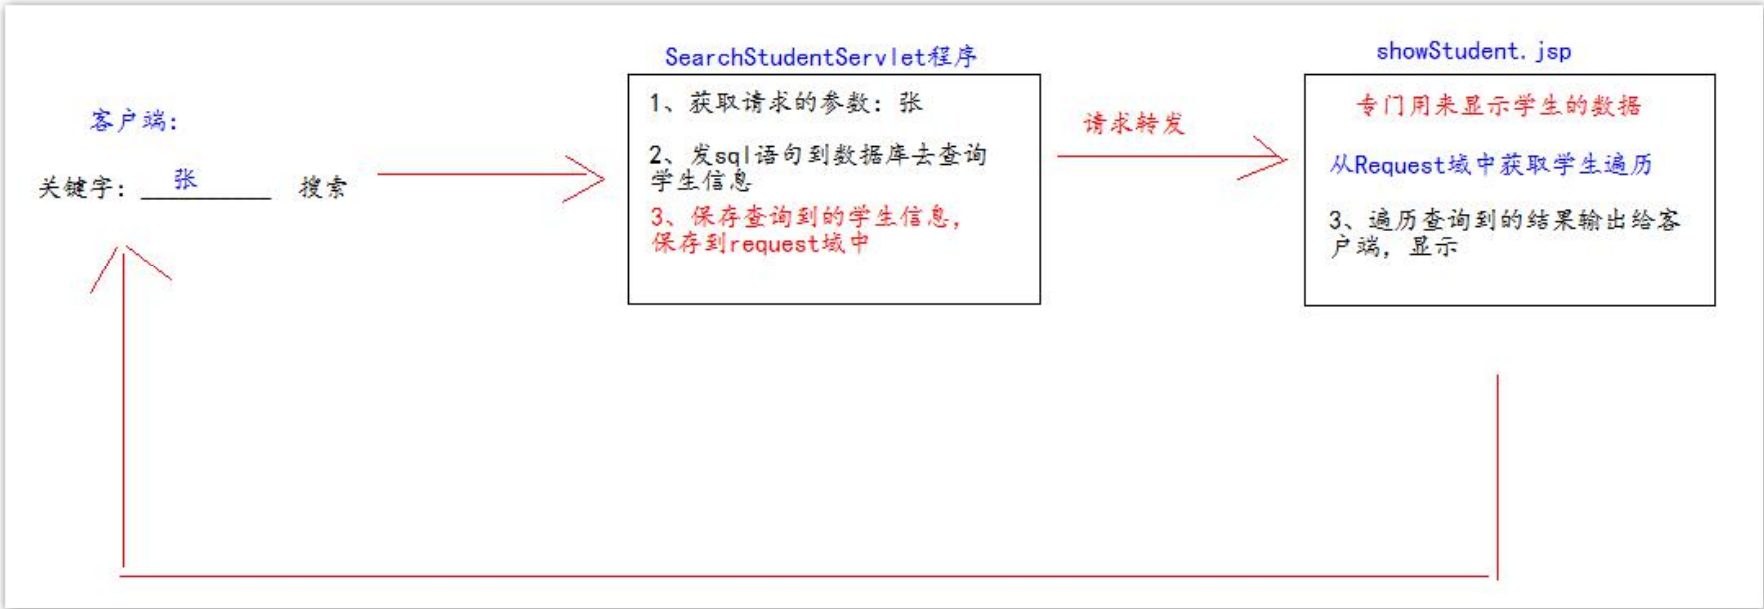 客户端:
关键字: 张 搜索
SearchStudentServlet程序
1、获取请求的参数: 张
2、发sql语句到数据库去查询
学生信息
3、保存查询到的学生信息,
保存到request域中
请求转发
showStudent.jsp
专门用来显示学生的数据
从Request域中获取学生遍历
3、遍历查询到的结果输出给客
户端, 显示